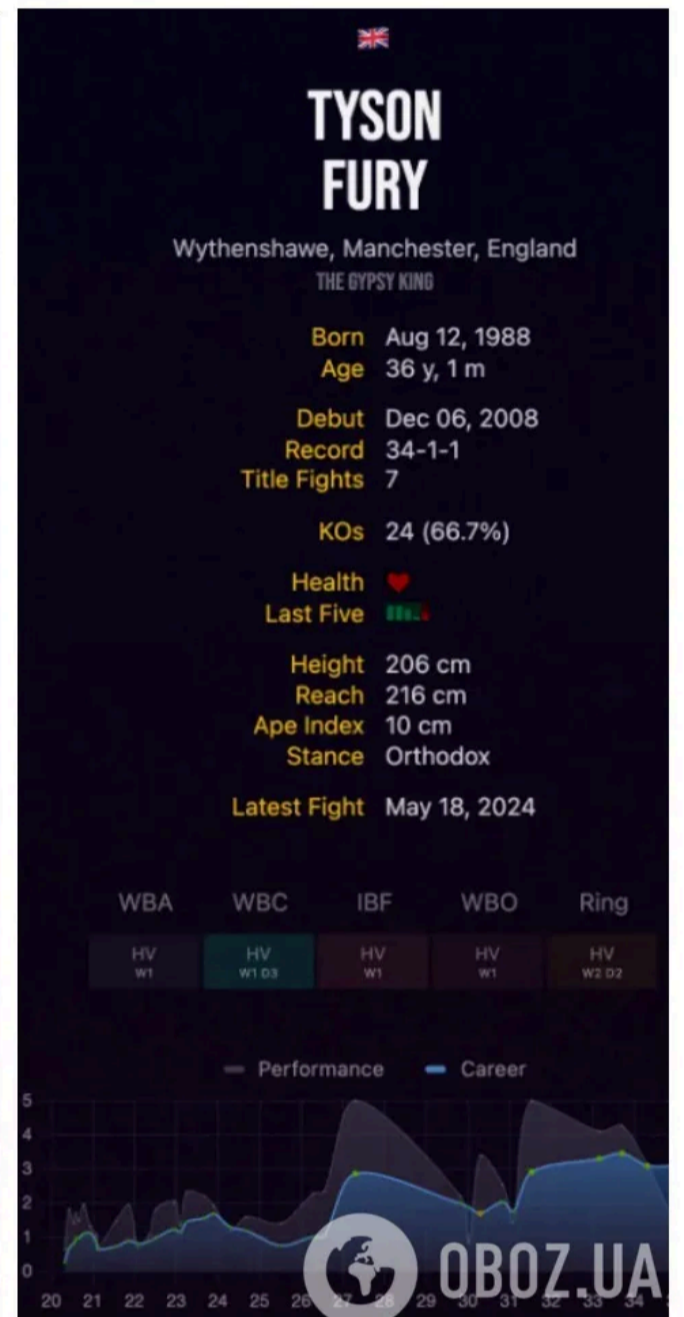 TYSON
FURY
Wythenshawe, Manchester, England
THE GYPSY KING
Born Aug 12, 1988
Age 36 y, 1 m
Debut Dec 06, 2008
Record 34-1-1
Title Fights 7
KOs 24 (66.7%)
Health
Last Five
Height 206 cm
Reach 216 cm
Ape Index 10 cm
Stance Orthodox
Latest Fight May 18, 2024
WBA WBC IBF WBO Ring
HV HV HV HV HV
W1 W1 D3 W1 W1 W2 D2
Performance Career
5
4
3
2
1
0
OBOZ.UA
20 21 22 23 24 25 26 27 28 29 30 31 32 33 34